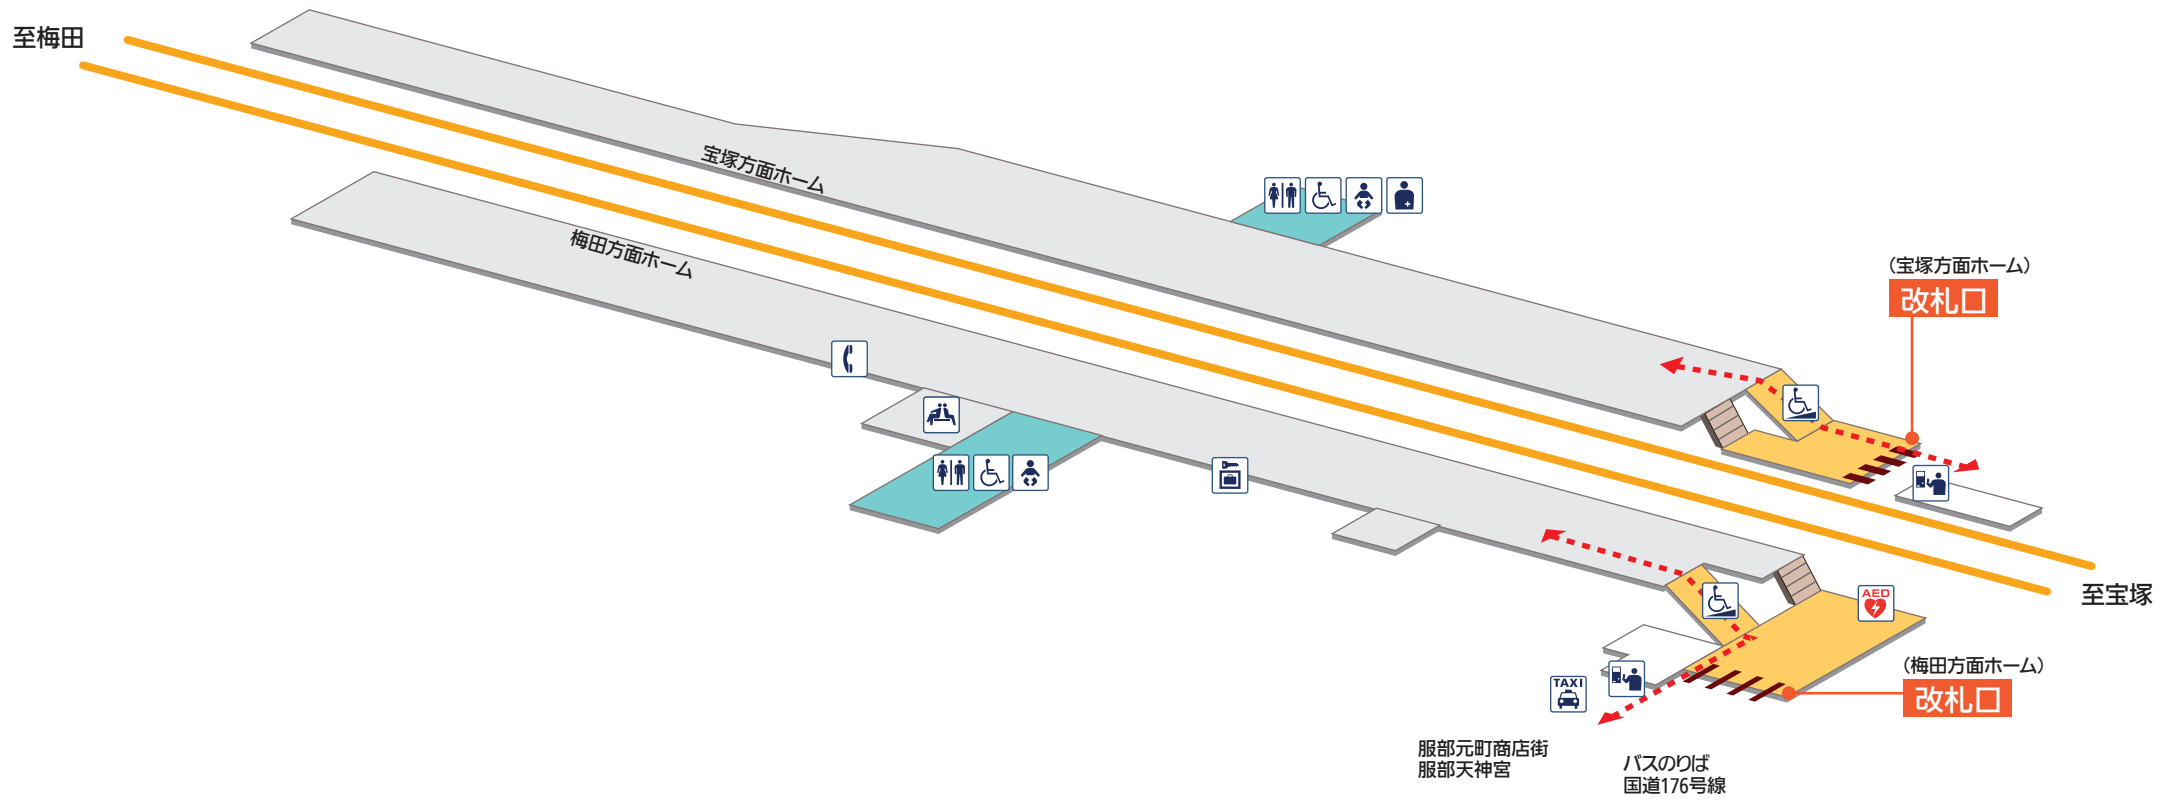 至梅田
宝塚方面ホーム
梅田方面ホーム
（宝塚方面ホーム）
改札口
至宝塚
AED
（梅田方面ホーム）
改札口
TAXI
服部元町商店街
服部天神宮
バスのりば
国道176号線